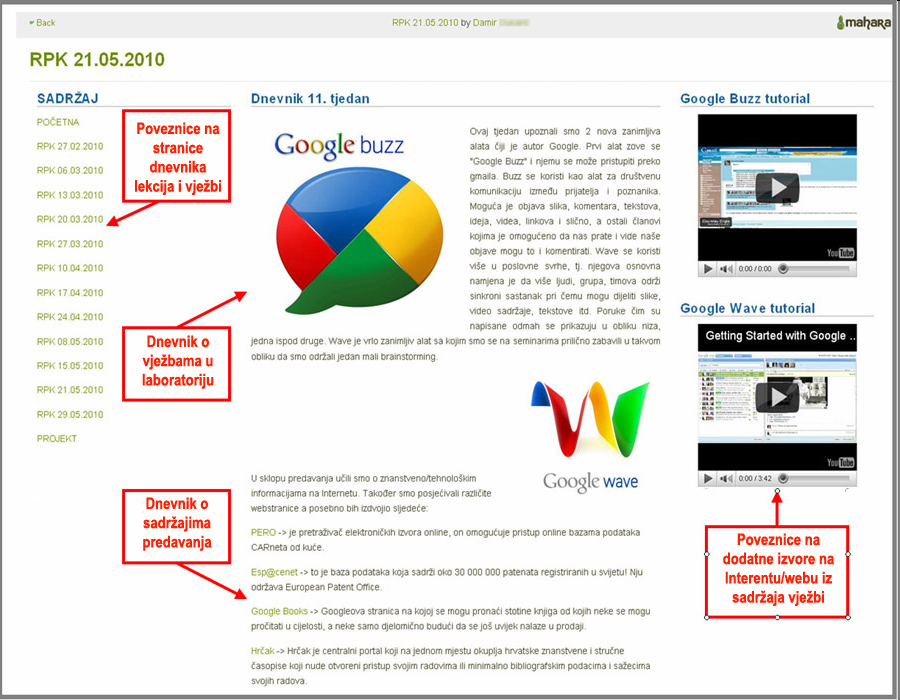 Back
RPK 21.05.2010 by Damir
mahara
RPK 21.05.2010
SADRŽAJ
POČETNA
RPK 27.02.2010
RPK 06.03.2010
RPK 13.03.2010
RPK 20.03.2010
RPK 27.03.2010
RPK 10.04.2010
RPK 17.04.2010
RPK 24.04.2010
RPK 08.05.2010
RPK 15.05.2010
RPK 21.05.2010
RPK 29.05.2010
PROJEKT
Poveznice na
stranice
dnevnika
lekcija i vježbi
Dnevnik o
vježbama u
laboratoriju
Dnevnik o
sadržajima
predavanja
Dnevnik 11. tjedan
Google buzz
Ovaj tjedan upoznali smo 2 nova zanimljiva
alata čiji je autor Google. Prvi alat zove se
"Google Buzz" i njemu se može pristupiti preko
gmaila. Buzz se koristi kao alat za društvenu
komunikaciju između prijatelja i poznanika.
Moguća je objava slika, komentara, tekstova,
ideja, videa, linkova i slično, a ostali članovi
kojima je omogućeno da nas prate i vide naše
objave mogu to i komentirati. Wave se koristi
više u poslovne svrhe, tj. njegova osnovna
namjena je da više ljudi, grupa, timova održi
sinkroni sastanak pri čemu mogu dijeliti slike,
video sadržaje, tekstove itd. Poruke čim su
napisane odmah se prikazuju u obliku niza,
jedna ispod druge. Wave je vrlo zanimljiv alat sa kojim smo se na seminarima prilično zabavili u takvom
obliku da smo održali jedan mali brainstorming.
Google wave
U sklopu predavanja učili smo o znanstveno/tehnološkim
informacijama na Internetu. Također smo posjećivali različite
webstranice a posebno bih izdvojio sljedeće:
PERO -> je pretraživač elektroničkih izvora online, on omogućuje pristup online bazama podataka
CARneta od kuće.
Esp@cenet -> to je baza podataka koja sadrži oko 30 000 000 patenata registriranih u svijetu! Nju
održava European Patent Office.
Google Books -> Googleova stranica na kojoj se mogu pronaći stotine knjiga od kojih neke se mogu
pročitati u cijelosti, a neke samo djelomično budući da se još uvijek nalaze u prodaji.
Hrčak -> Hrčak je centralni portal koji na jednom mjestu okuplja hrvatske znanstvene i stručne
časopise koji nude otvoreni pristup svojim radovima ili minimalno bibliografskim podacima i sažecima
svojih radova.
Google Buzz tutorial
YouTube
0:00 / 0:00
Google Wave tutorial
Getting Started with Google ...
YouTube
0:00 / 3:42
Poveznice na
dodatne izvore na
Interentu/webu iz
sadržaja vježbi